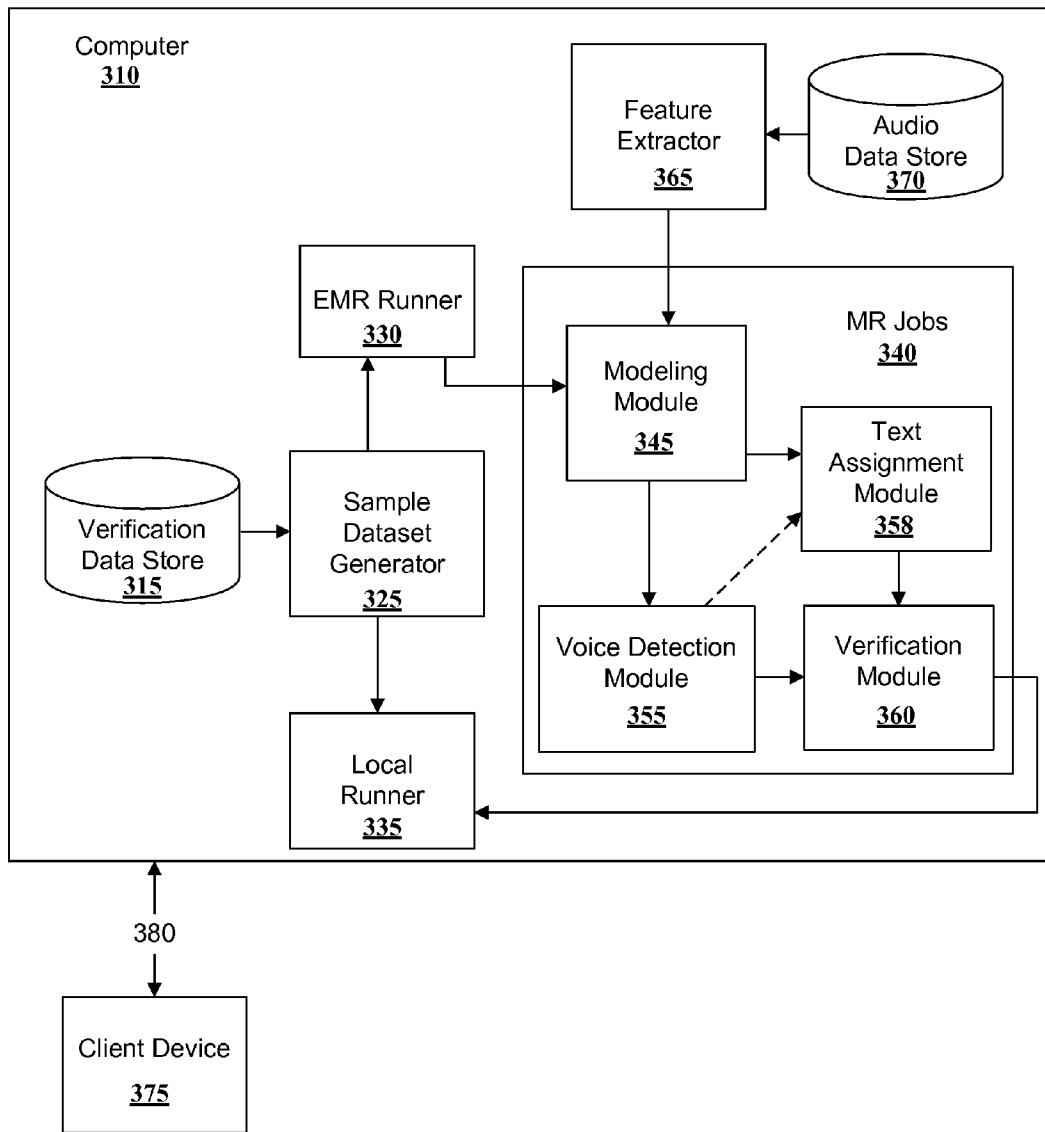 Computer
310
Feature
Extractor
365
Audio
Data Store
370
EMR Runner
330
MR Jobs
340
Modeling
Module
345
Text
Assignment
Module
358
Verification
Data Store
315
Sample
Dataset
Generator
325
Voice Detection
Module
355
Verification
Module
360
Local
Runner
335
380
Client Device
375